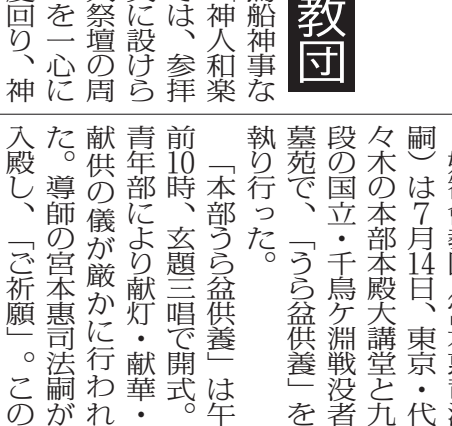 教団
船神事な
神人和楽
は、参拝
に設けら
祭壇の周
を一心に
回り、神
嗣）は７月14日、東京・代
々木の本部本殿大講堂と九
段の国立・千鳥ケ淵戦没者
墓苑で、「うら盆供養」を
執り行った。
「本部うら盆供養」は午
前10時、玄題三唱で開式。
青年部により献灯・献華・
献供の儀が厳かに行われ
た。導師の宮本惠司法嗣が
入殿し、「ご祈願」。この